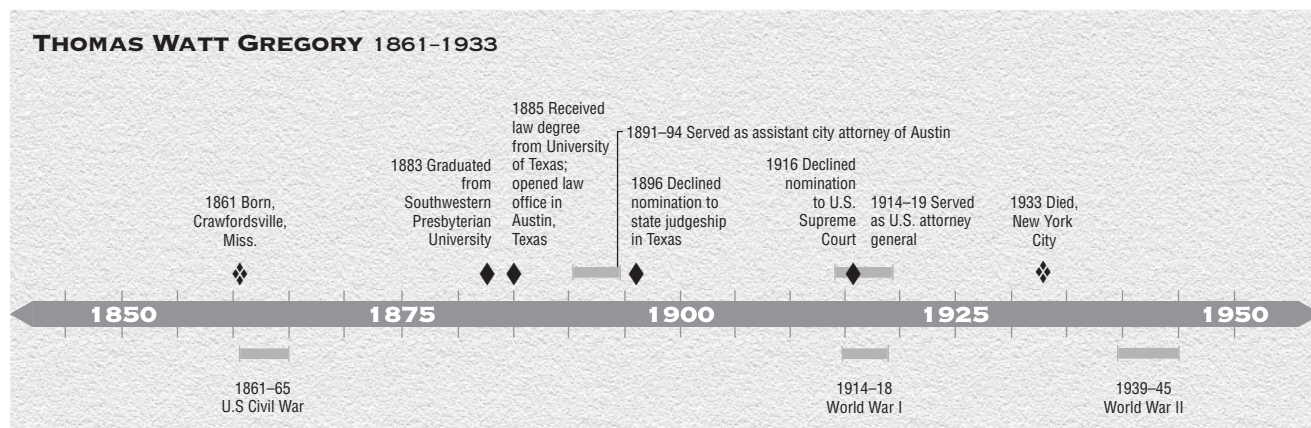 THOMAS WATT GREGORY 1861–1933
1885 Received
law degree
from University
of Texas;
opened law
office in
Austin,
Texas
1891–94 Served as assistant city attorney of Austin
1883 Graduated
from
Southwestern
Presbyterian
University
1896 Declined
nomination to
state judgeship
in Texas
1916 Declined
nomination
to U.S.
Supreme
Court
1861 Born,
Crawfordsville,
Miss.
1914–19 Served
as U.S. attorney
general
1933 Died,
New York
City
1850
1875
1900
1925
1950
1861–65
U.S Civil War
1914–18
World War I
1939–45
World War II